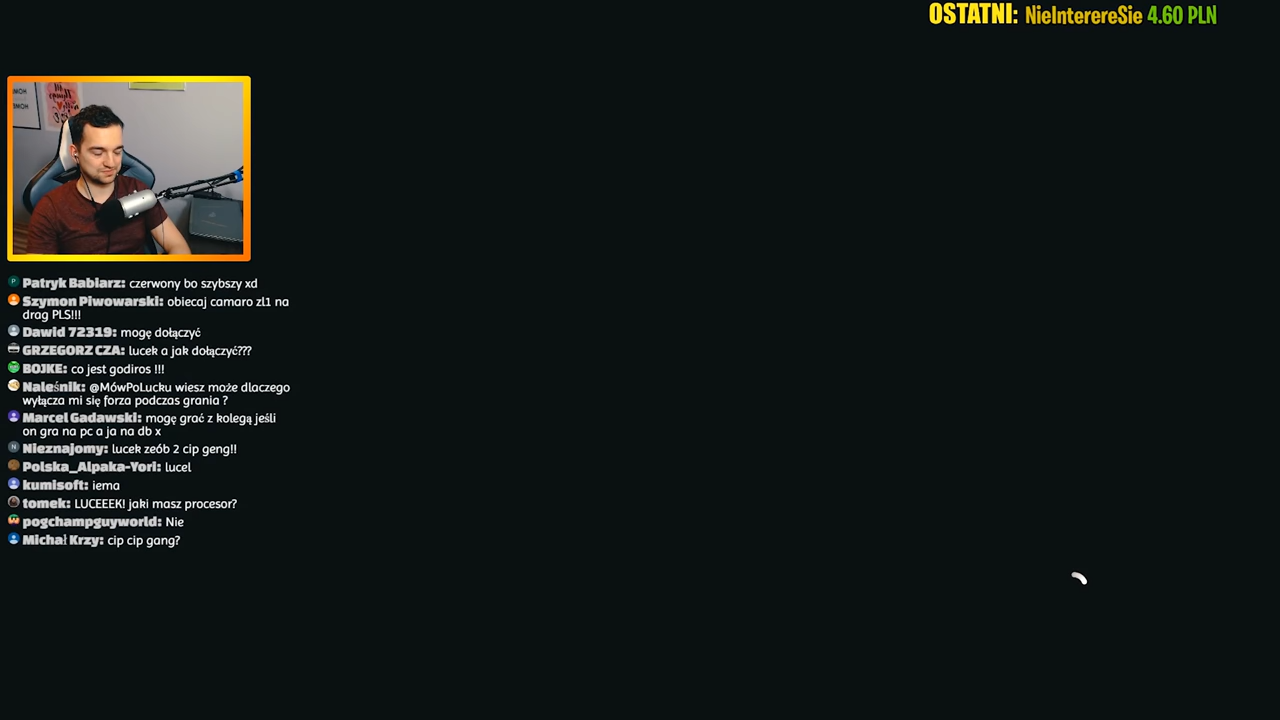 OSTATNI: NieInterereSie 4.60 PLN
HOME
HOME
Patryk Babiarz: czerwony bo szybszy xd
Szymon Piwowarski: obiecaj camaro zl1 na
drag PLS!!!
Dawid 72319: mogę dołączyć
GRZEGORZ CZA: lucek a jak dołączyć???
BOJKE: co jest godiros !!!
Naleśnik: @MówPoLucku wiesz może dlaczego
wyłącza mi się forza podczas grania ?
Marcel Gadawski: mogę grać z kolegą jeśli
on gra na pc a ja na db x
Nieznajomy: lucek zeób 2 cip geng!!
Polska_Alpaka-Yori: lucel
kumisoft: iema
tomek: LUCEEEK! jaki masz procesor?
pogchampguyworld: Nie
Michał Krzy: cip cip gang?